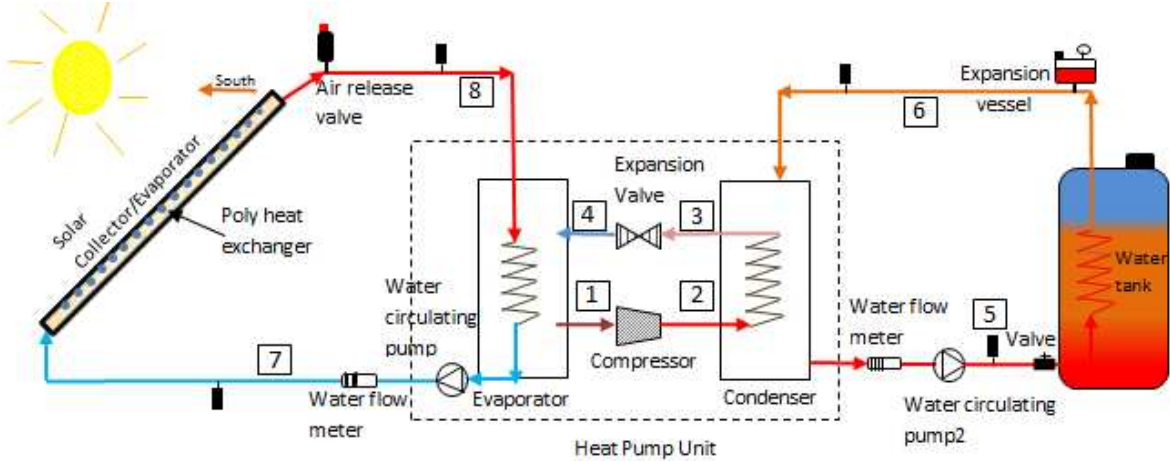 South
Air release
valve
8
6
Expansion
vessel
Solar
Collector/Evaporator
Poly heat
exchanger
Expansion
Valve
4
3
1
2
Compressor
Water
circulating
pump
7
Water flow
meter
Evaporator
Condenser
Water flow
meter
5
Valve
Water
tank
Water circulating
pump2
Heat Pump Unit